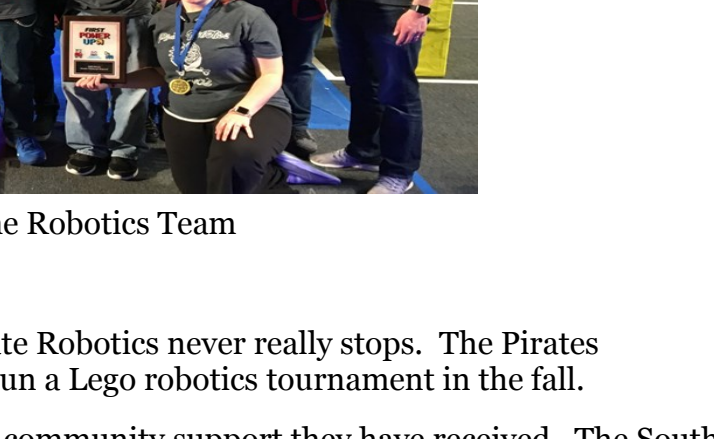 FIRST
POWER
UP
he Robotics Team
te Robotics never really stops.  The Pirates
un a Lego robotics tournament in the fall.
community support they have received.  The South